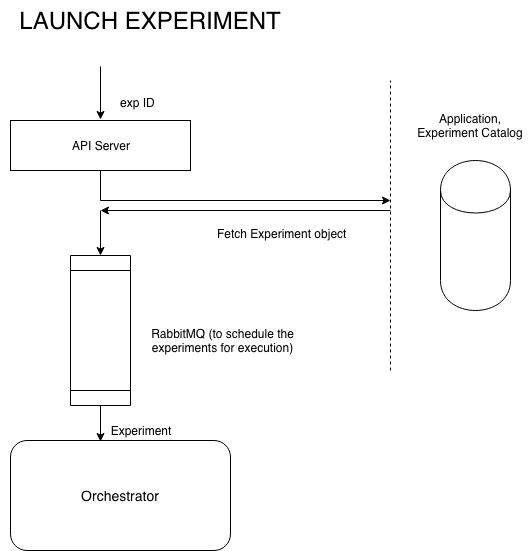 LAUNCH EXPERIMENT
exp ID
API Server
Application,
Experiment Catalog
Fetch Experiment object
RabbitMQ (to schedule the
experiments for execution)
Experiment
Orchestrator